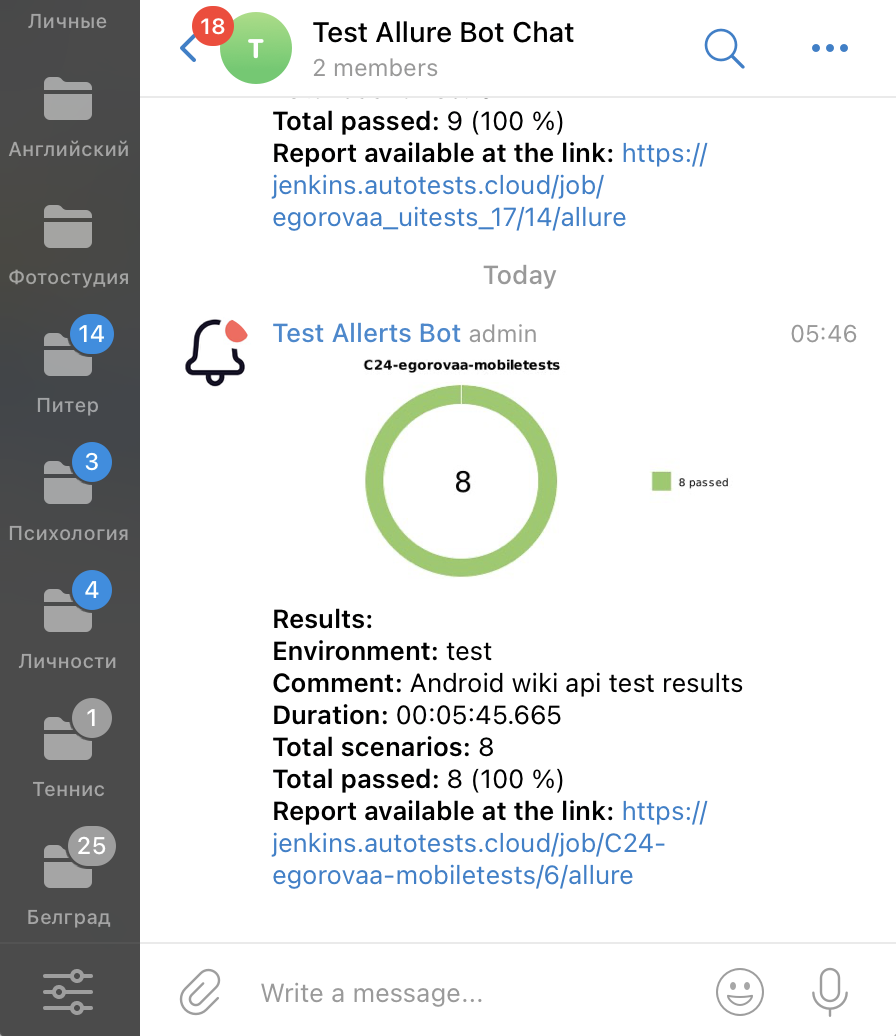 Личные
Английский
Фотостудия
14
Питер
3
Психология
4
Личности
1
Теннис
25
Белград
18
T
Test Allure Bot Chat
2 members
Total passed: 9 (100 %)
Report available at the link: https://
jenkins.autotests.cloud/job/
egorovaa_uitests_17/14/allure
Today
Test Allerts Bot admin
05:46
C24-egorovaa-mobiletests
8
8 passed
Results:
Environment: test
Comment: Android wiki api test results
Duration: 00:05:45.665
Total scenarios: 8
Total passed: 8 (100 %)
Report available at the link: https://
jenkins.autotests.cloud/job/C24-
egorovaa-mobiletests/6/allure
Write a message...